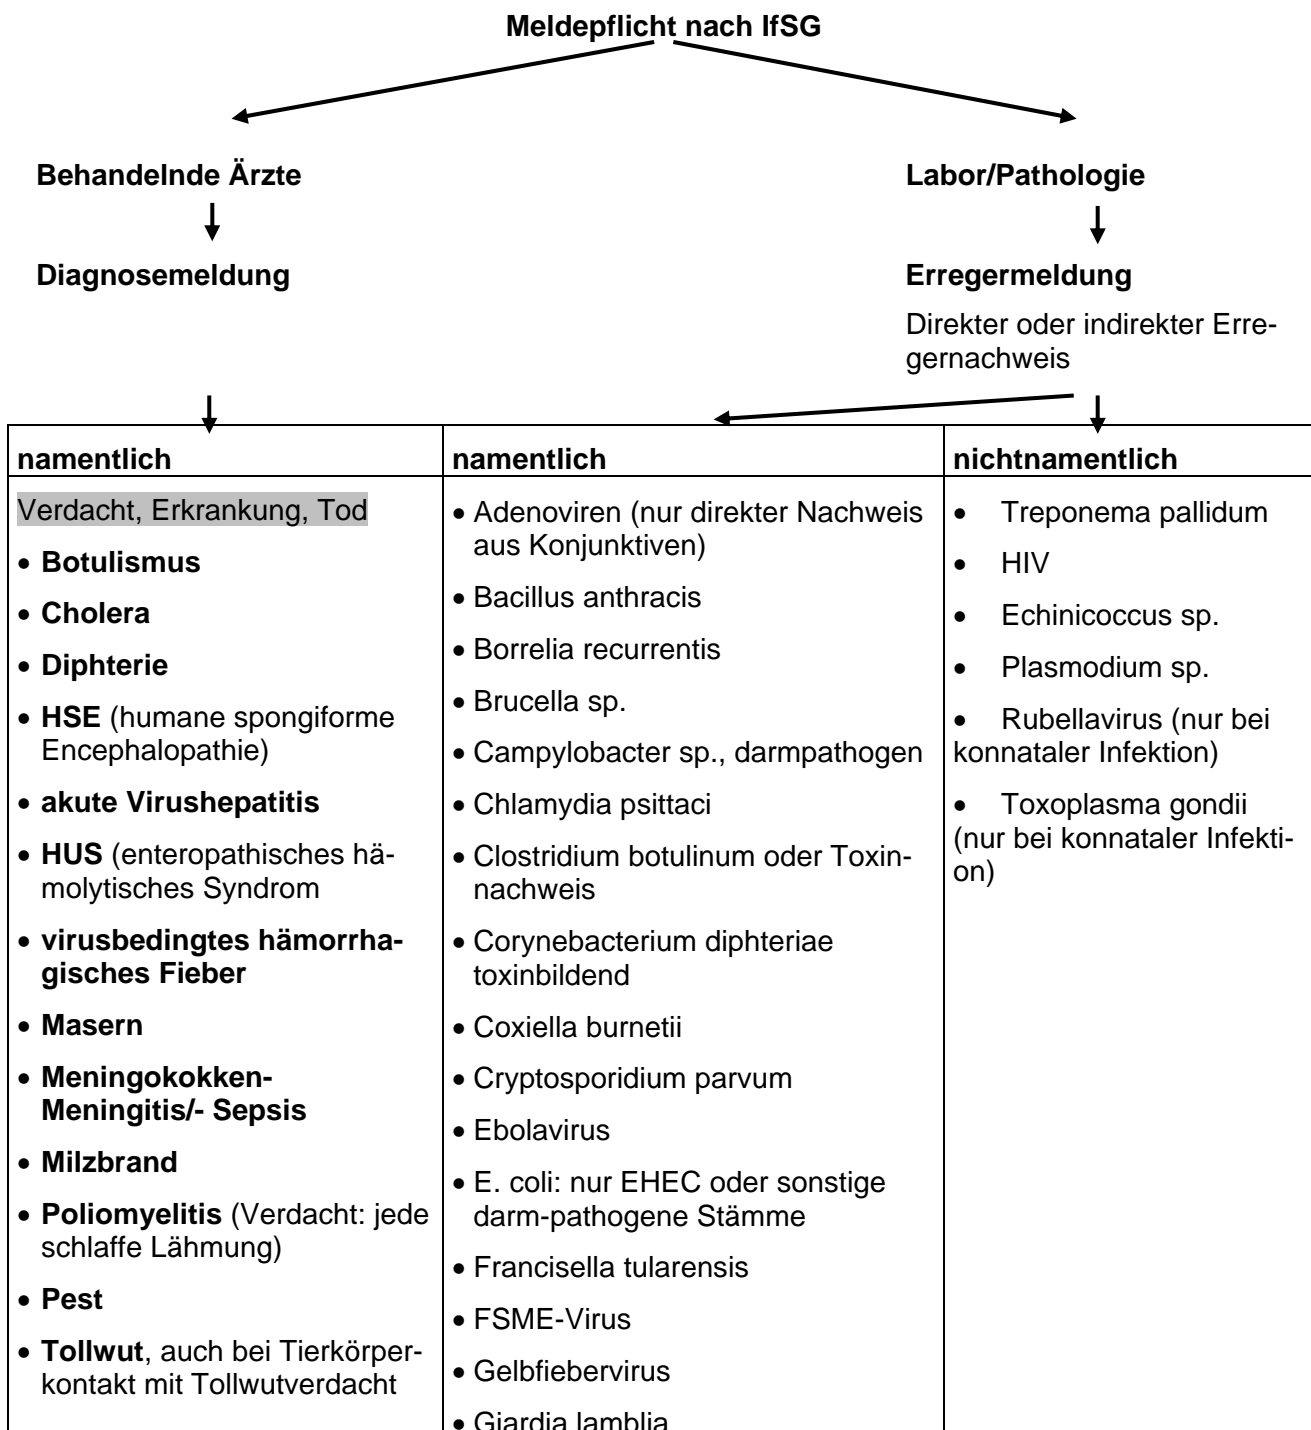 Meldepflicht nach IfSG
Behandelnde Ärzte
Diagnosemeldung
Labor/Pathologie
Erregermeldung
Direkter oder indirekter Erre-
gernachweis
namentlich
Verdacht, Erkrankung, Tod
• Botulismus
• Cholera
• Diphterie
• HSE (humane spongiforme
Encephalopathie)
• akute Virushepatitis
• HUS (enteropathisches hä-
molytisches Syndrom
• virusbedingtes hämorrha-
gisches Fieber
• Masern
• Meningokokken-
Meningitis/- Sepsis
• Milzbrand
• Poliomyelitis (Verdacht: jede
schlaffe Lähmung)
• Pest
• Tollwut, auch bei Tierkörper-
kontakt mit Tollwutverdacht
namentlich
• Adenoviren (nur direkter Nachweis
aus Konjunktiven)
• Bacillus anthracis
• Borrelia recurrentis
• Brucella sp.
• Campylobacter sp., darmpathogen
• Chlamydia psittaci
• Clostridium botulinum oder Toxin-
nachweis
• Corynebacterium diphteriae
toxinbildend
• Coxiella burnetii
• Cryptosporidium parvum
• Ebolavirus
• E. coli: nur EHEC oder sonstige
darm-pathogene Stämme
• Francisella tularensis
• FSME-Virus
• Gelbfiebervirus
• Giardia lamblia
nichtnamentlich
• Treponema pallidum
• HIV
• Echinicoccus sp.
• Plasmodium sp.
• Rubellavirus (nur bei
konnataler Infektion)
• Toxoplasma gondii
(nur bei konnataler Infekti-
on)